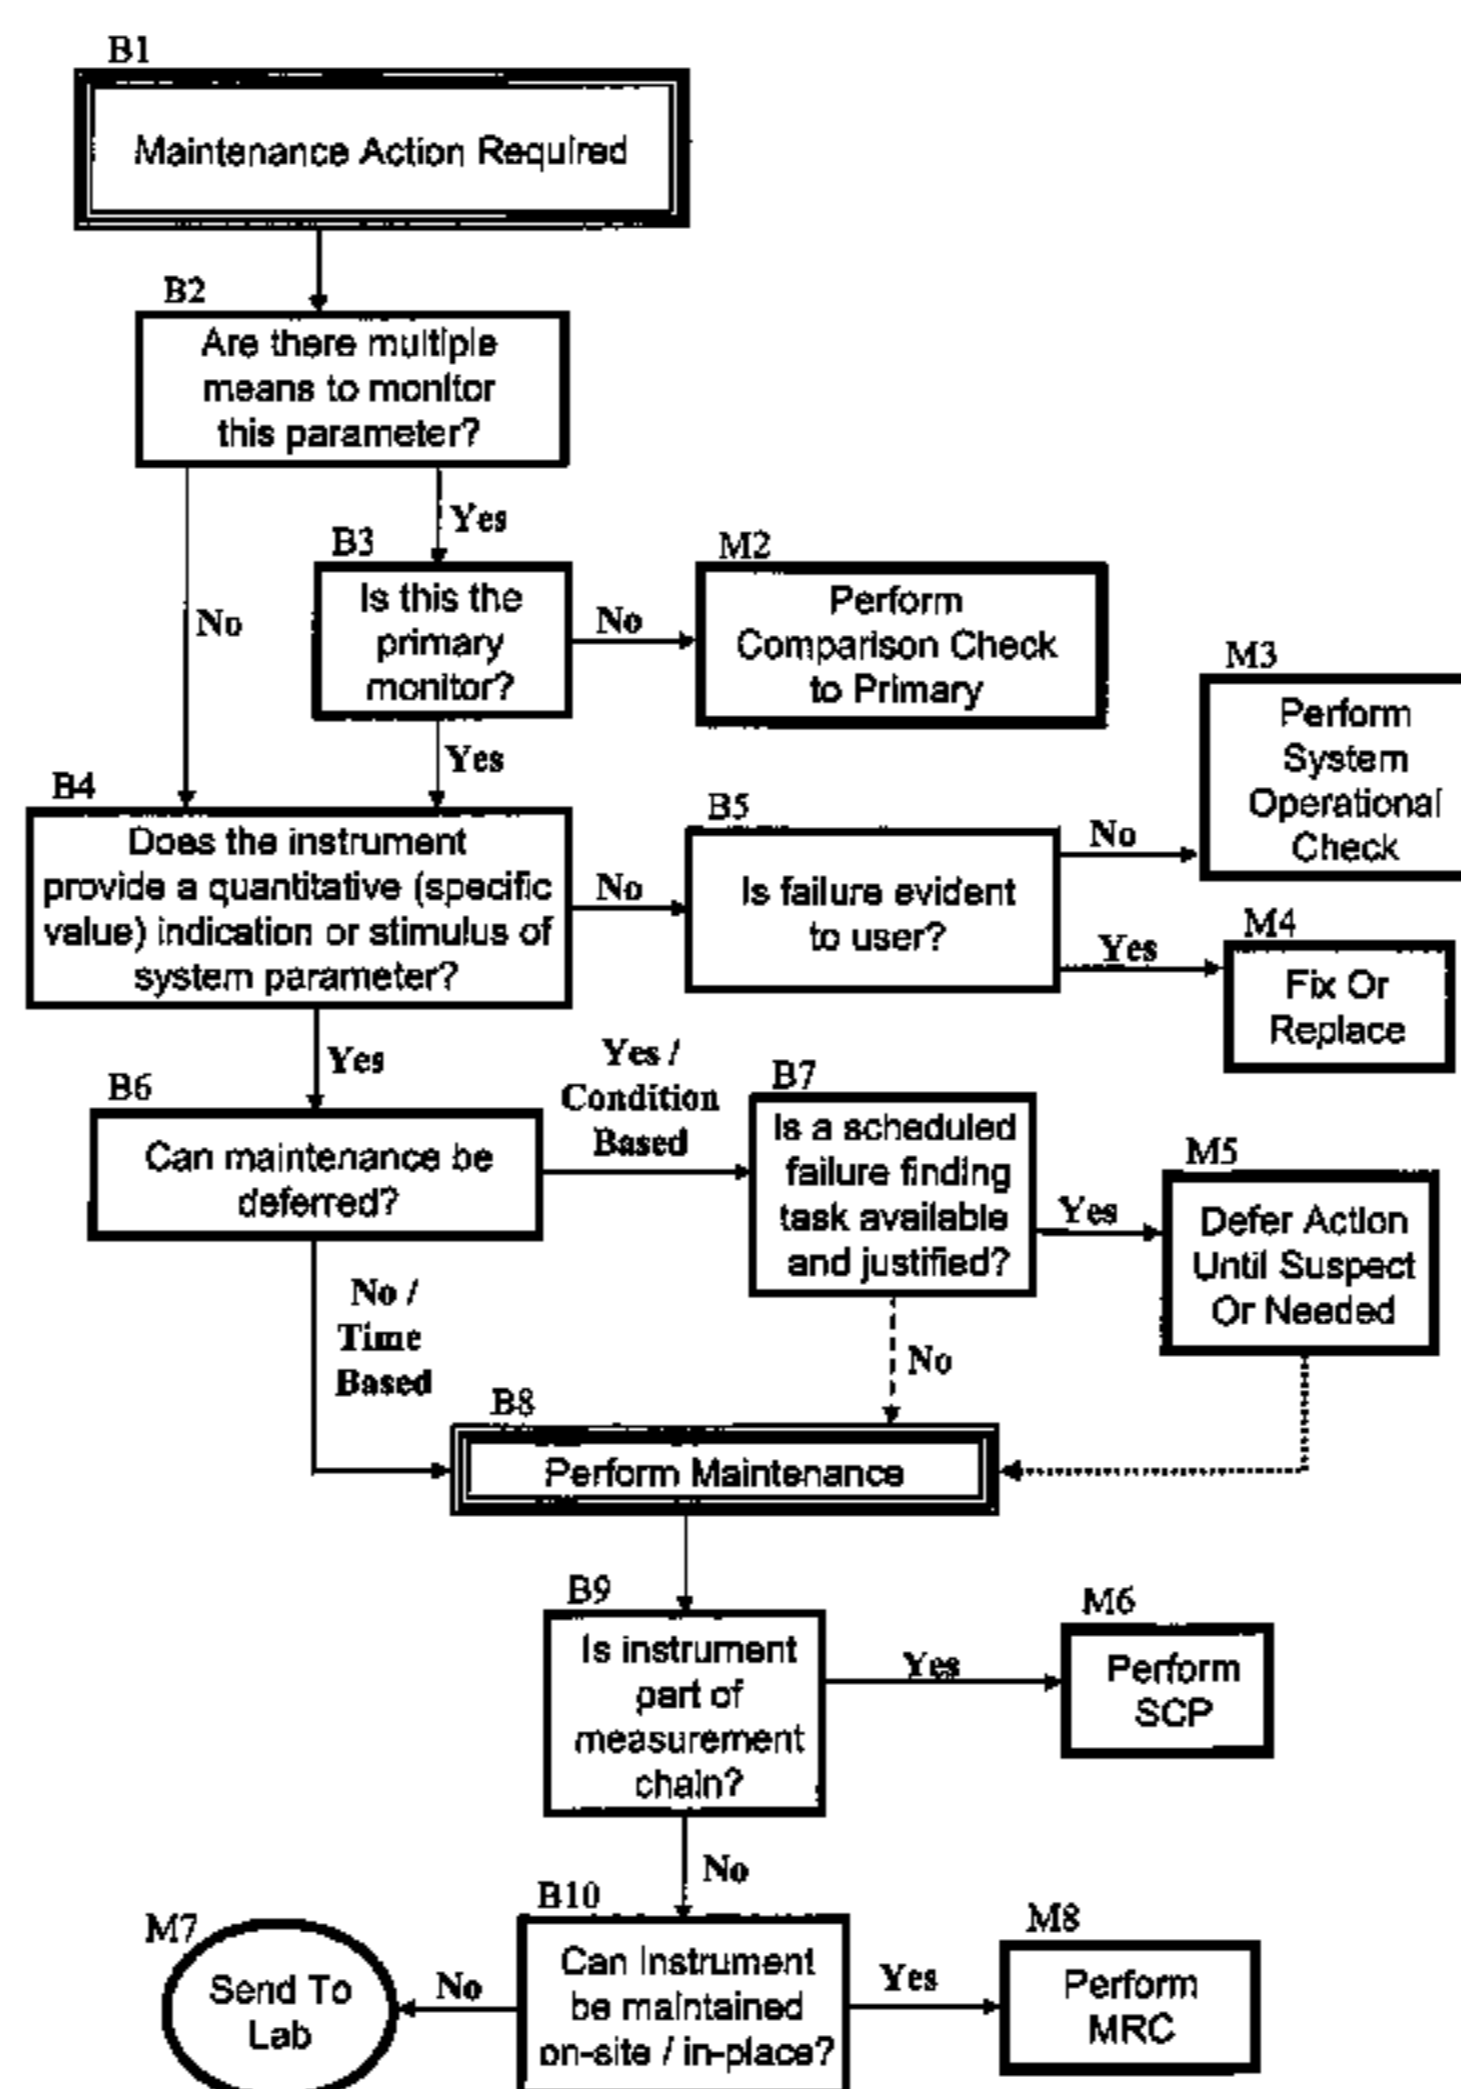 B1
Maintenance Action Required
B2
Are there multiple
means to monitor
this parameter?
Yes
No
B3
Is this the
primary
monitor?
No
M2
Perform
Comparison Check
to Primary
Yes
B4
Does the instrument
provide a quantitative (specific
value) indication or stimulus of
system parameter?
No
B5
Is failure evident
to user?
No
M3
Perform
System
Operational
Check
Yes
M4
Fix Or
Replace
Yes
B6
Can maintenance be
deferred?
Yes /
Condition
Based
B7
Is a scheduled
failure finding
task available
and justified?
Yes
M5
Defer Action
Until Suspect
Or Needed
No /
Time
Based
No
B8
Perform Maintenance
B9
Is instrument
part of
measurement
chain?
Yes
M6
Perform
SCP
No
B10
Can Instrument
be maintained
on-site / in-place?
No
M7
Send To
Lab
Yes
M8
Perform
MRC